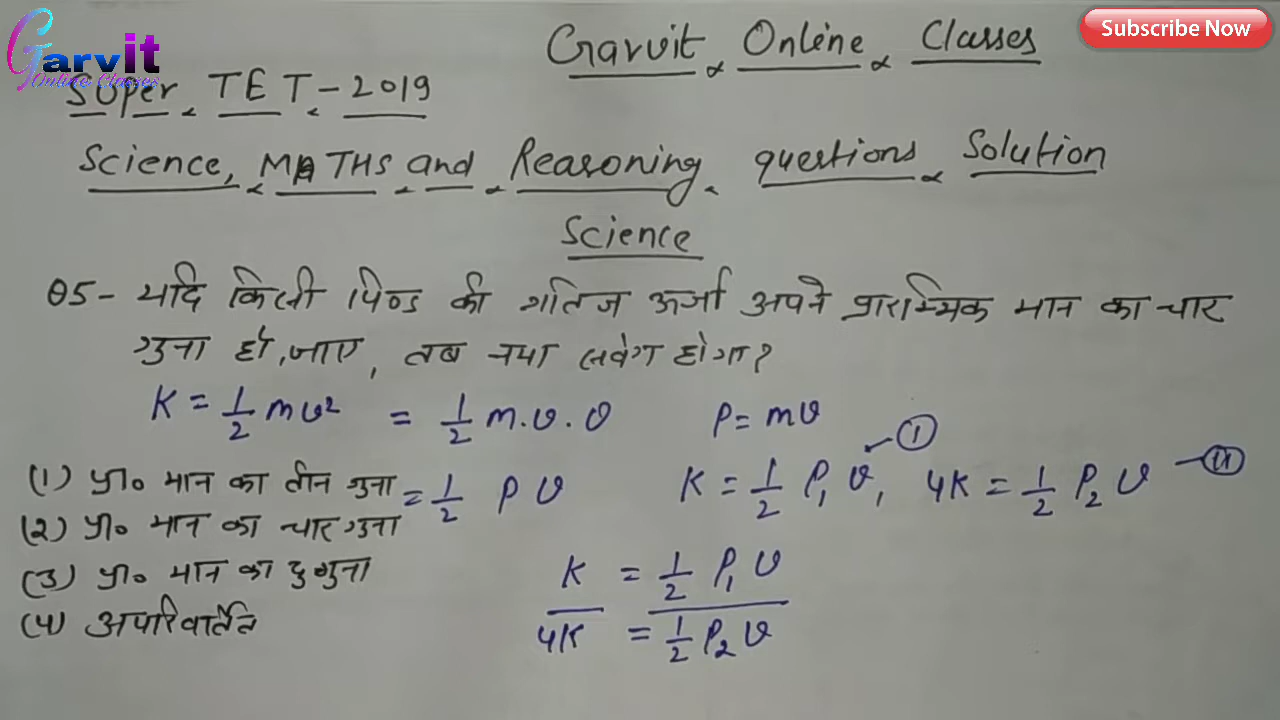 Subscribe Now
Garvit
Online Classes
Garvit Online Classes
Super TET-2019
Science, MATHS and Reasoning questions Solution
Science
Q5- यदि किसी पिण्ड की गतिज ऊर्जा अपने प्रारम्भिक मान का चार
गुना हो जाए, तब नया संवेग होगा?
K = 1/2 mv² = 1/2 m.v.v P = mv
(1) प्रा० मान का तीन गुना = 1/2 P v K = 1/2 P₁ v, (I) 4K = 1/2 P₂ v (II)
(2) प्रा० मान का चार गुना
(3) प्रा० मान का दुगुना
(4) अपरिवर्तित
K = 1/2 P₁ v
4K = 1/2 P₂ v